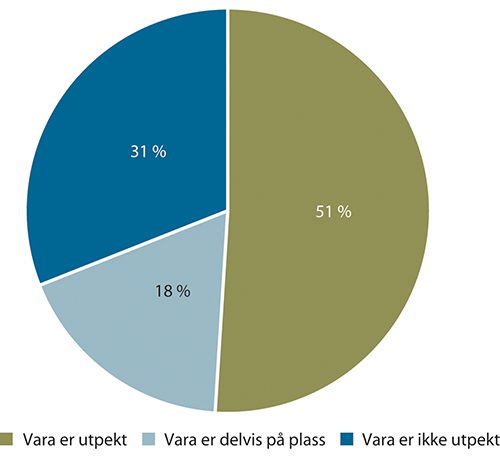 31 %
51 %
18 %
Vara er utpekt Vara er delvis på plass Vara er ikke utpekt